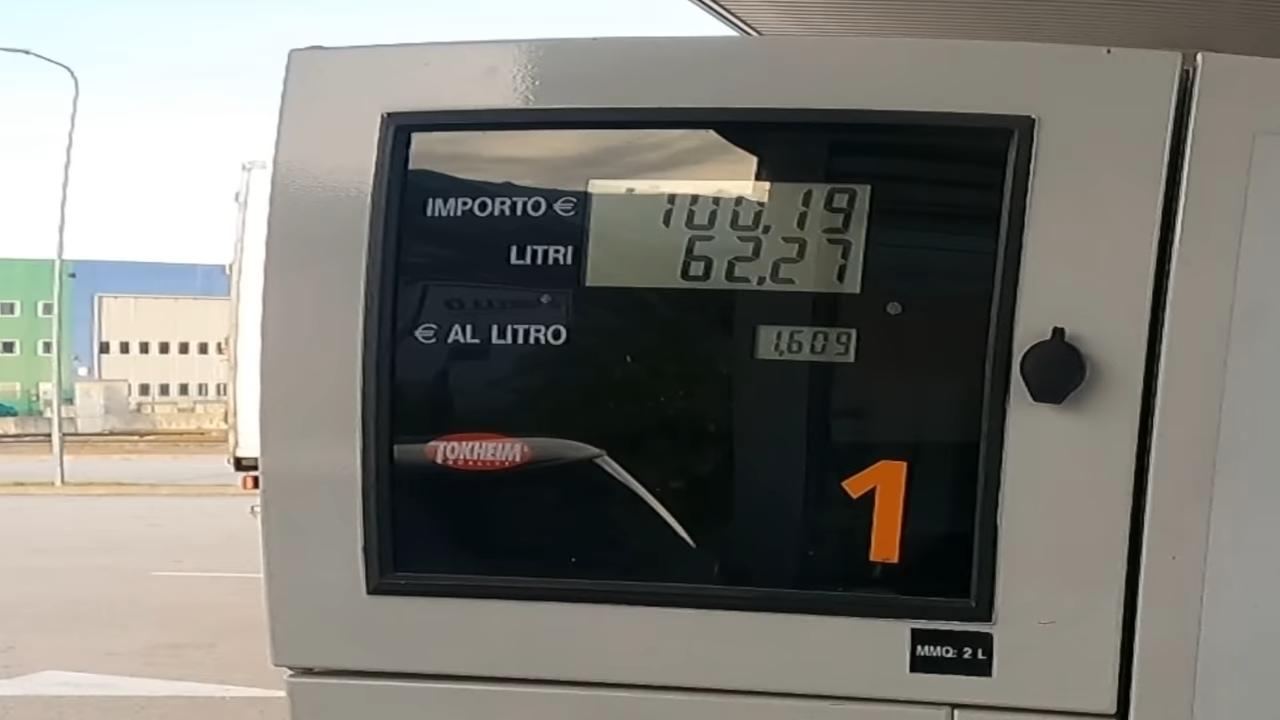 IMPORTO € 100,19
LITRI 62,27
€ AL LITRO 1,609
TOKHEIM
1
MMQ: 2 L